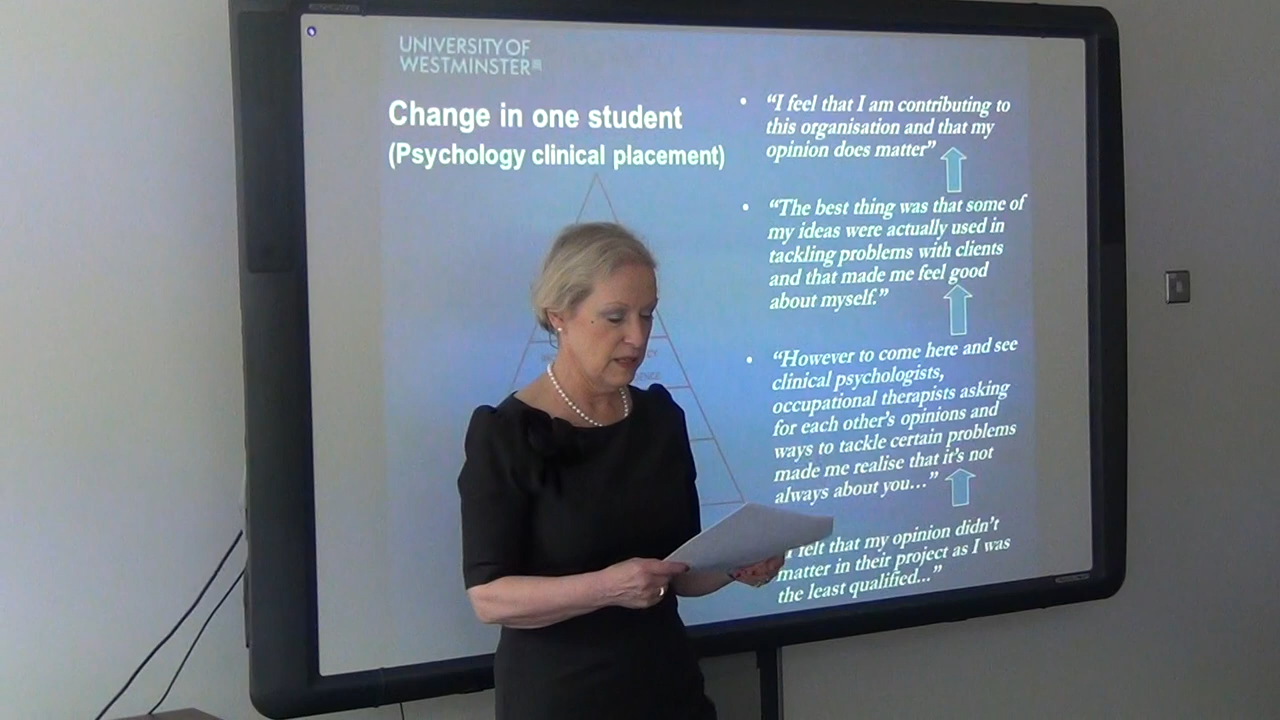 UNIVERSITY OF
WESTMINSTER
Change in one student
(Psychology clinical placement)
• “I feel that I am contributing to
this organisation and that my
opinion does matter”
• “The best thing was that some of
my ideas were actually used in
tackling problems with clients
and that made me feel good
about myself.”
• “However to come here and see
clinical psychologists,
occupational therapists asking
for each other’s opinions and
ways to tackle certain problems
made me realise that it’s not
always about you…”
felt that my opinion didn’t
matter in their project as I was
the least qualified...”